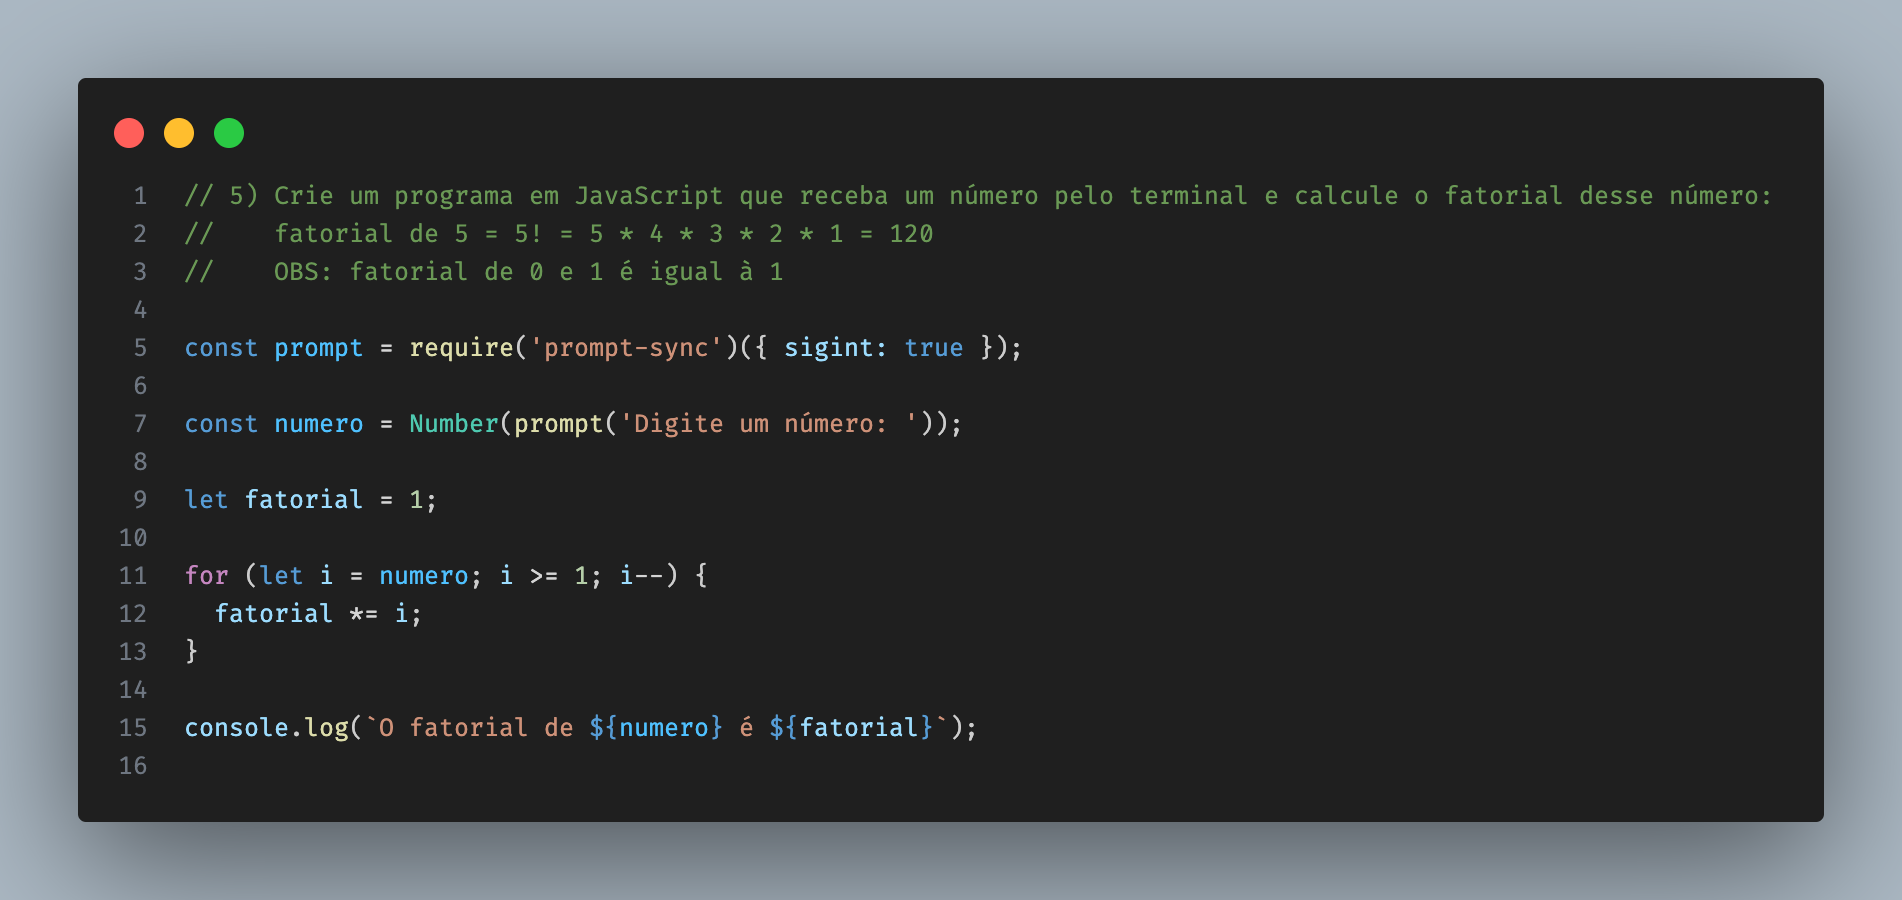 1 // 5) Crie um programa em JavaScript que receba um número pelo terminal e calcule o fatorial desse número:
2 //    fatorial de 5 = 5! = 5 * 4 * 3 * 2 * 1 = 120
3 //    OBS: fatorial de 0 e 1 é igual à 1
4
5 const prompt = require('prompt-sync')({ sigint: true });
6
7 const numero = Number(prompt('Digite um número: '));
8
9 let fatorial = 1;
10
11 for (let i = numero; i >= 1; i--) {
12   fatorial *= i;
13 }
14
15 console.log(`O fatorial de ${numero} é ${fatorial}`);
16